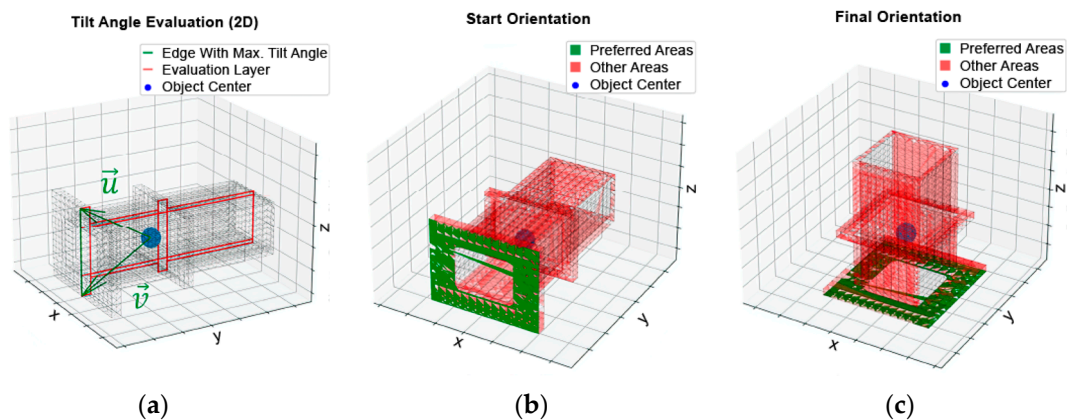 Tilt Angle Evaluation (2D)
Edge With Max. Tilt Angle
Evaluation Layer
Object Center
u
v
x
y
z
(a)
Start Orientation
Preferred Areas
Other Areas
Object Center
x
y
z
(b)
Final Orientation
Preferred Areas
Other Areas
Object Center
x
y
z
(c)